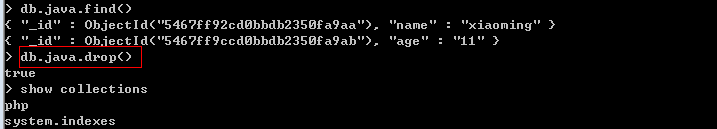 > db.java.find()
{ "_id" : ObjectId("5467ff92cd0bbdb2350fa9aa"), "name" : "xiaoming" }
{ "_id" : ObjectId("5467ff9ccd0bbdb2350fa9ab"), "age" : "11" }
> db.java.drop()
true
> show collections
php
system.indexes